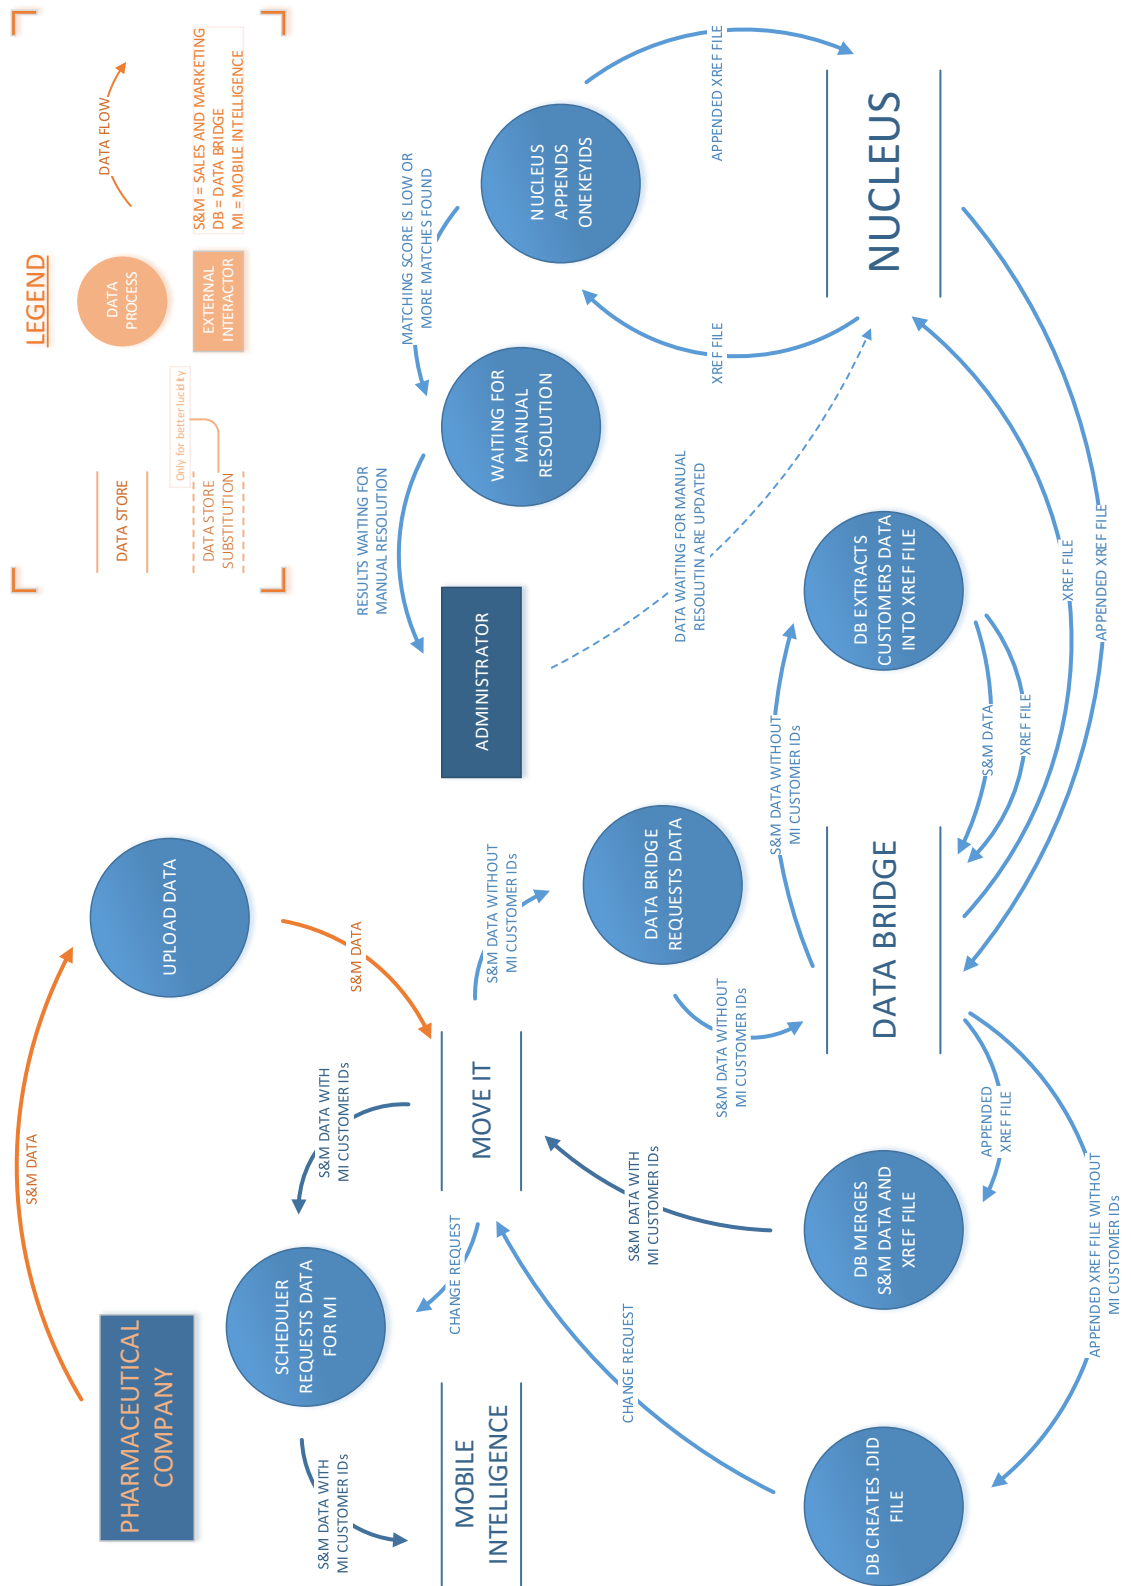 PHARMACEUTICAL
COMPANY
S&M DATA
UPLOAD DATA
S&M DATA
LEGEND
DATA STORE
DATA STORE
SUBSTITUTION
Only for better lucidity
DATA
PROCESS
EXTERNAL
INTERACTOR
DATA FLOW
S&M = SALES AND MARKETING
DB = DATA BRIDGE
MI = MOBILE INTELLIGENCE
SCHEDULER
REQUESTS DATA
FOR MI
S&M DATA WITH
MI CUSTOMER IDs
S&M DATA WITH
MI CUSTOMER IDs
MOBILE
INTELLIGENCE
CHANGE REQUEST
MOVE IT
S&M DATA WITHOUT
MI CUSTOMER IDs
ADMINISTRATOR
RESULTS WAITING FOR
MANUAL RESOLUTION
WAITING FOR
MANUAL
RESOLUTION
MATCHING SCORE IS LOW OR
MORE MATCHES FOUND
NUCLEUS
APPENDS
ONEKEYIDS
CHANGE REQUEST
S&M DATA WITH
MI CUSTOMER IDs
DATA BRIDGE
REQUESTS DATA
S&M DATA WITHOUT
MI CUSTOMER IDs
DATA WAITING FOR MANUAL
RESOLUTIN ARE UPDATED
XREF FILE
APPENDED XREF FILE
S&M DATA WITHOUT
MI CUSTOMER IDs
DB CREATES .DID
FILE
DB MERGES
S&M DATA AND
XREF FILE
DATA BRIDGE
DB EXTRACTS
CUSTOMERS DATA
INTO XREF FILE
NUCLEUS
APPENDED
XREF FILE
S&M DATA
XREF FILE
XREF FILE
APPENDED XREF FILE
APPENDED XREF FILE WITHOUT
MI CUSTOMER IDs